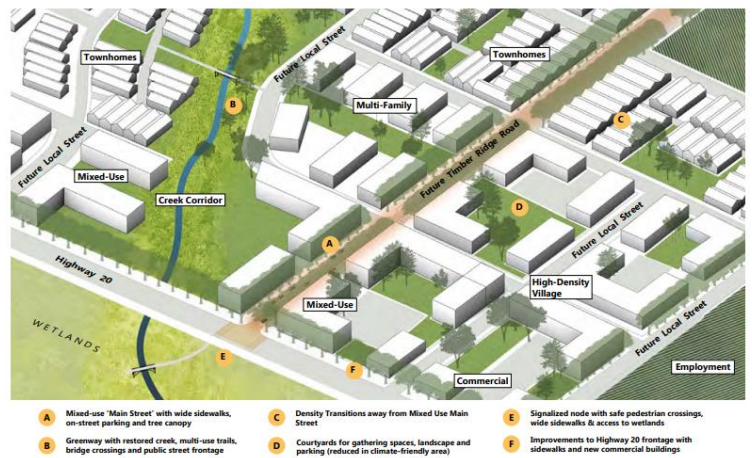 Townhomes
Future Local Street
Townhomes
B
Multi-Family
C
Future Local Street
Future Timber Ridge Road
Mixed-Use
Creek Corridor
D
Future Local Street
A
Highway 20
High-Density
Village
Mixed-Use
Future Local Street
WETLANDS
E
F
Employment
Commercial
A
Mixed-use 'Main Street' with wide sidewalks,
on-street parking and tree canopy
B
Greenway with restored creek, multi-use trails,
bridge crossings and public street frontage
C
Density Transitions away from Mixed Use Main
Street
D
Courtyards for gathering spaces, landscape and
parking (reduced in climate-friendly area)
E
Signalized node with safe pedestrian crossings,
wide sidewalks & access to wetlands
F
Improvements to Highway 20 frontage with
sidewalks and new commercial buildings